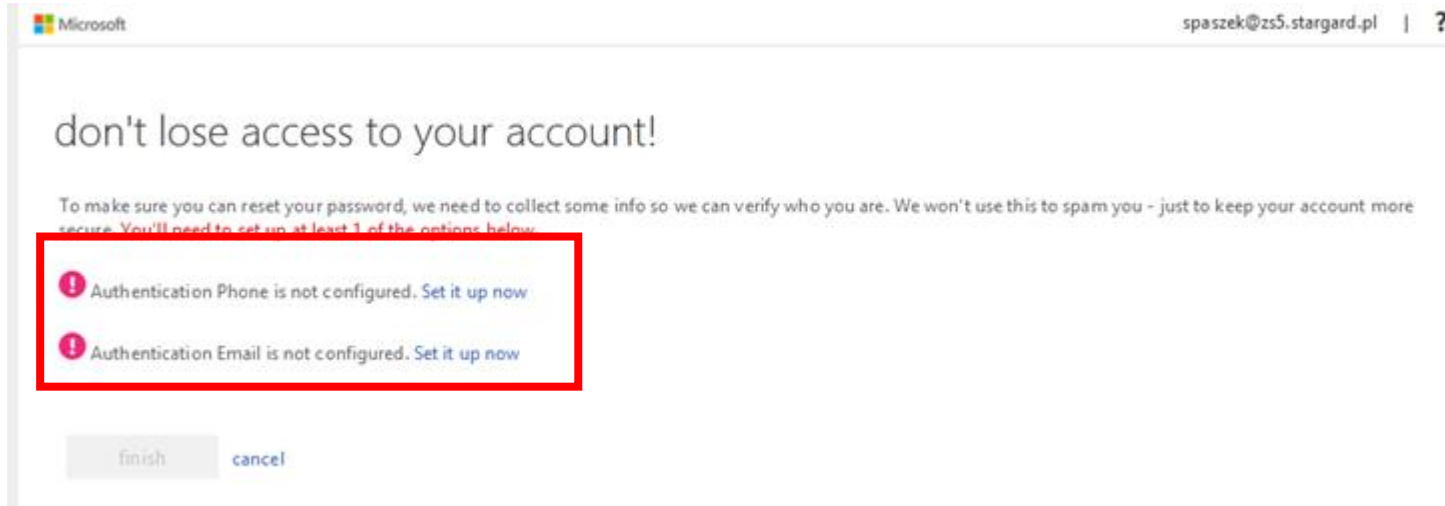 Microsoft
spaszek@zs5.stargard.pl | ?
don't lose access to your account!
To make sure you can reset your password, we need to collect some info so we can verify who you are. We won't use this to spam you - just to keep your account more
secure. You'll need to set up at least 1 of the options below.
! Authentication Phone is not configured. Set it up now
! Authentication Email is not configured. Set it up now
finish cancel